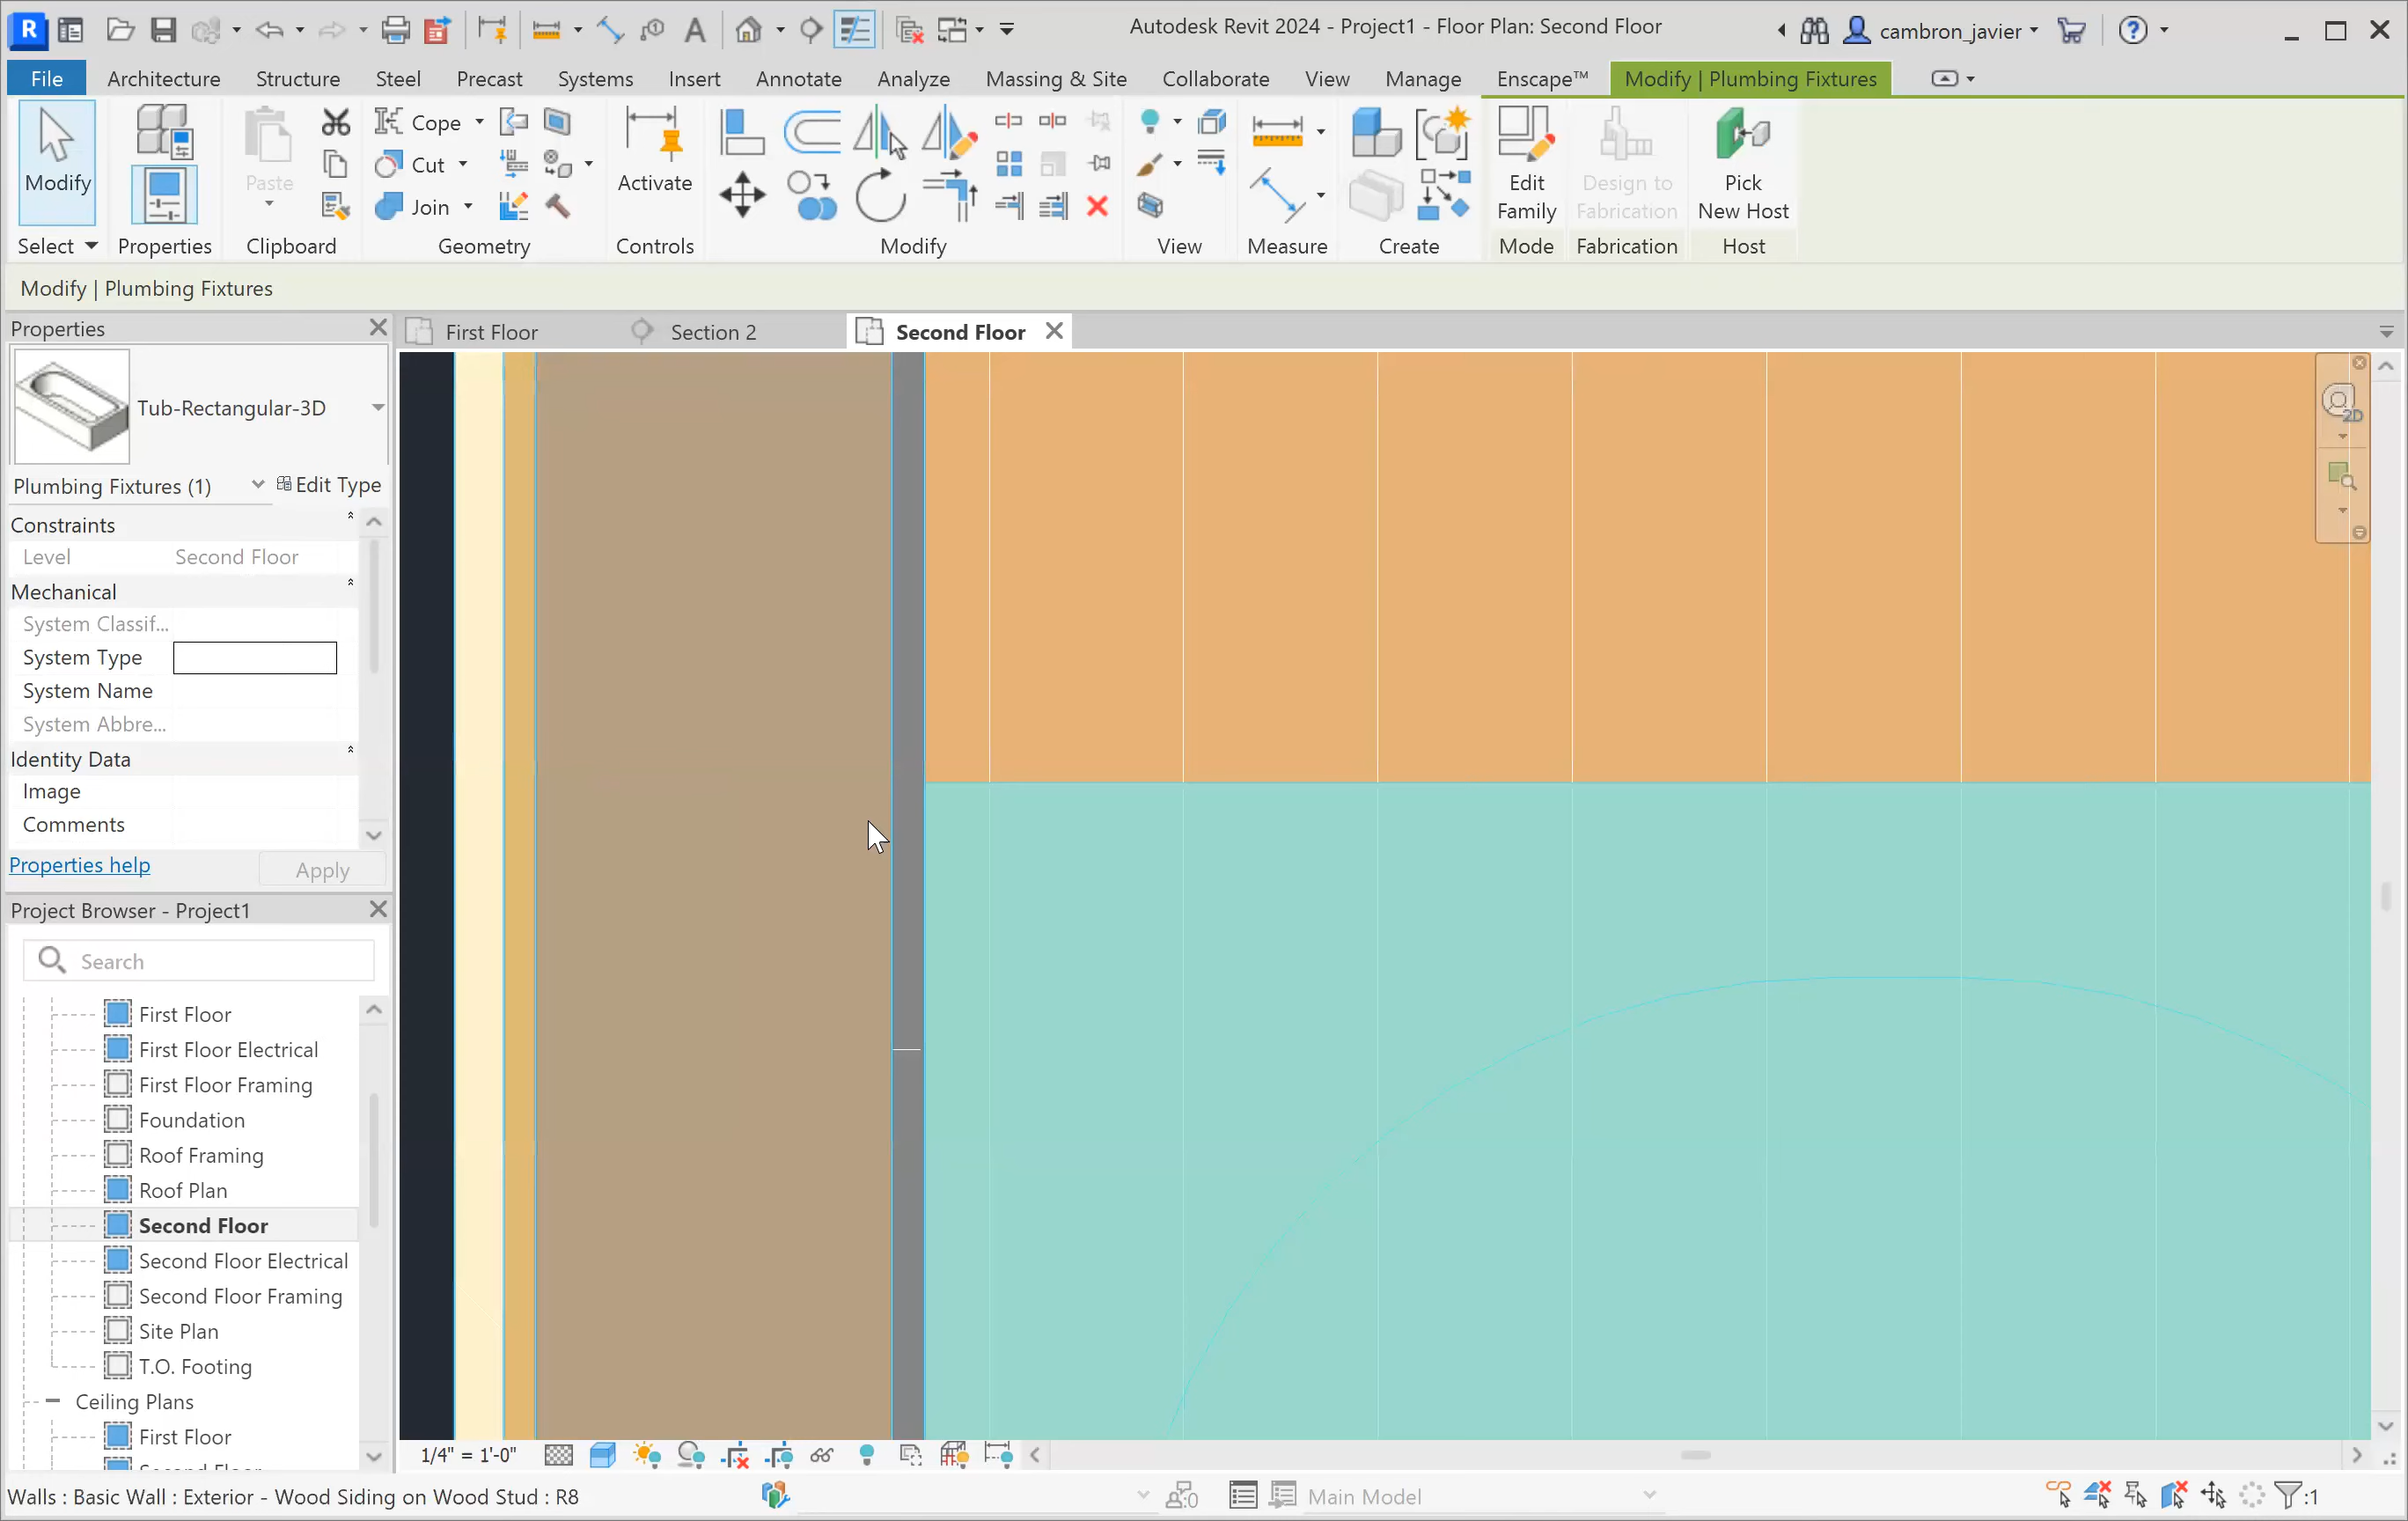 Autodesk Revit 2024 - Project1 - Floor Plan: Second Floor
cambron_javier
File
Architecture
Structure
Steel
Precast
Systems
Insert
Annotate
Analyze
Massing & Site
Collaborate
View
Manage
Enscape™
Modify | Plumbing Fixtures
Modify
Paste
Cope
Cut
Join
Activate
Edit
Family
Design to
Fabrication
Pick
New Host
Select
Properties
Clipboard
Geometry
Controls
Modify
View
Measure
Create
Mode
Fabrication
Host
Modify | Plumbing Fixtures
Properties
First Floor
Section 2
Second Floor
Tub-Rectangular-3D
Plumbing Fixtures (1)
Edit Type
Constraints
Level Second Floor
Mechanical
System Classif...
System Type
System Name
System Abbre...
Identity Data
Image
Comments
Properties help
Apply
2D
Project Browser - Project1
Search
First Floor
First Floor Electrical
First Floor Framing
Foundation
Roof Framing
Roof Plan
Second Floor
Second Floor Electrical
Second Floor Framing
Site Plan
T.O. Footing
Ceiling Plans
First Floor
1/4" = 1'-0"
Walls : Basic Wall : Exterior - Wood Siding on Wood Stud : R8
:0
Main Model
:1